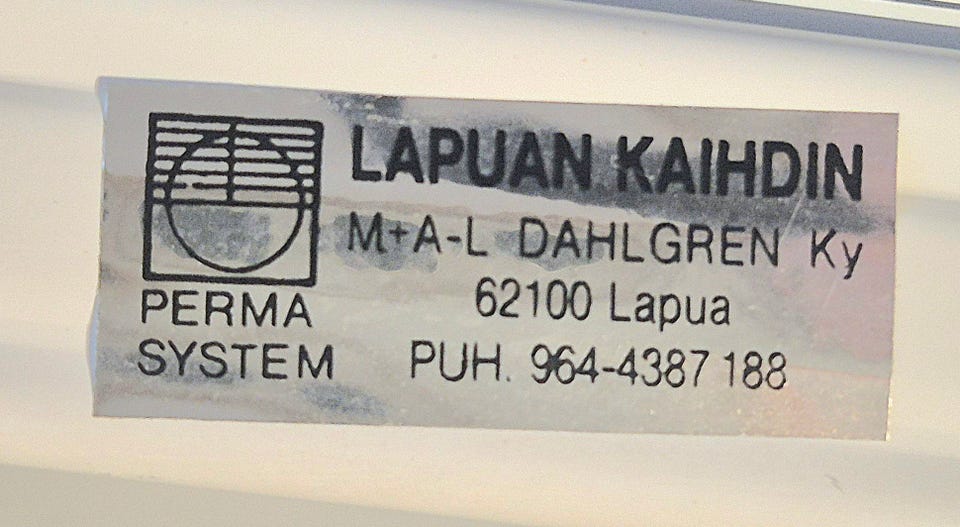 LAPUAN KAIHDIN
M+A-L DAHLGREN Ky
62100 Lapua
PUH. 964-4387 188
PERMA
SYSTEM